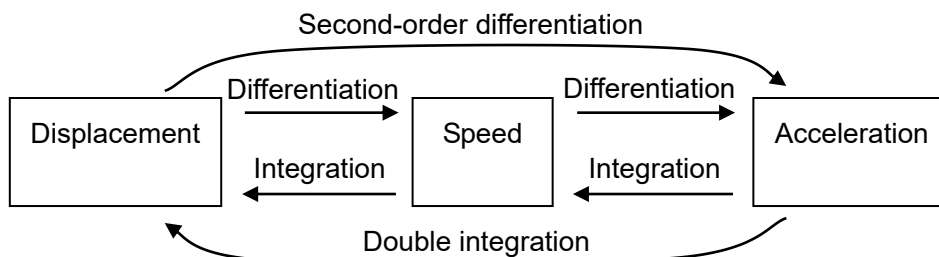 Second-order differentiation
Differentiation
Differentiation
Displacement
Speed
Acceleration
Integration
Integration
Double integration